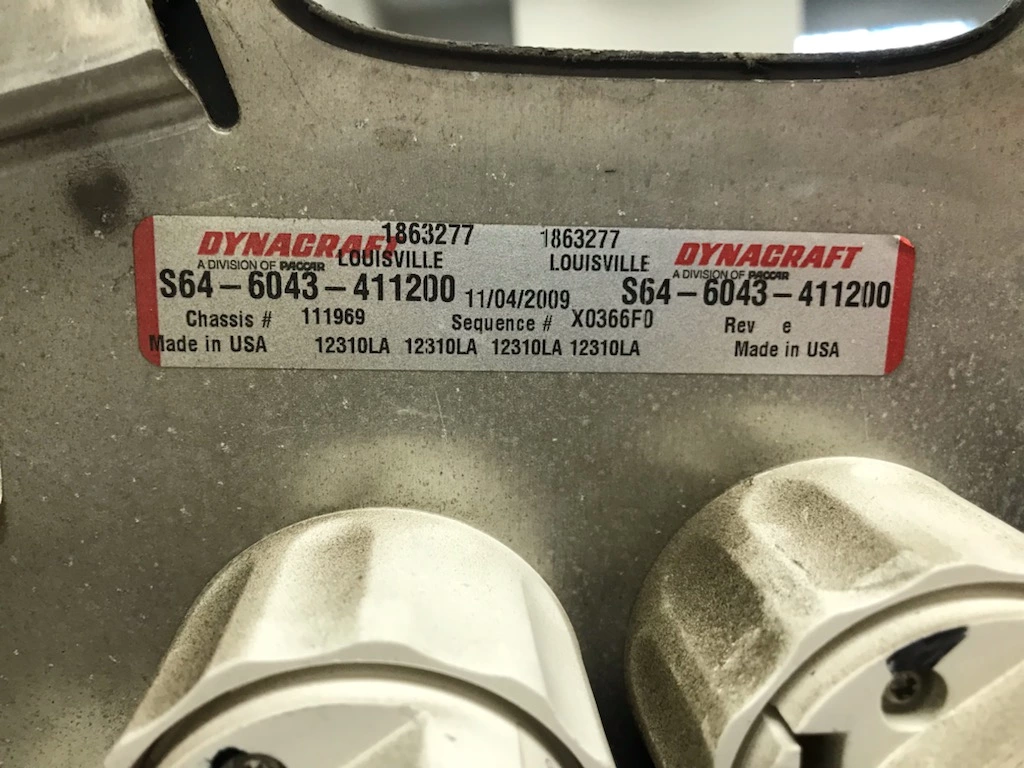 DYNACRAFT 1863277 1863277 DYNACRAFT
A DIVISION OF PACCAR LOUISVILLE LOUISVILLE A DIVISION OF PACCAR
S64-6043-411200 11/04/2009 S64-6043-411200
Chassis # 111969 Sequence # X0366F0 Rev e
Made in USA 12310LA 12310LA 12310LA 12310LA Made in USA